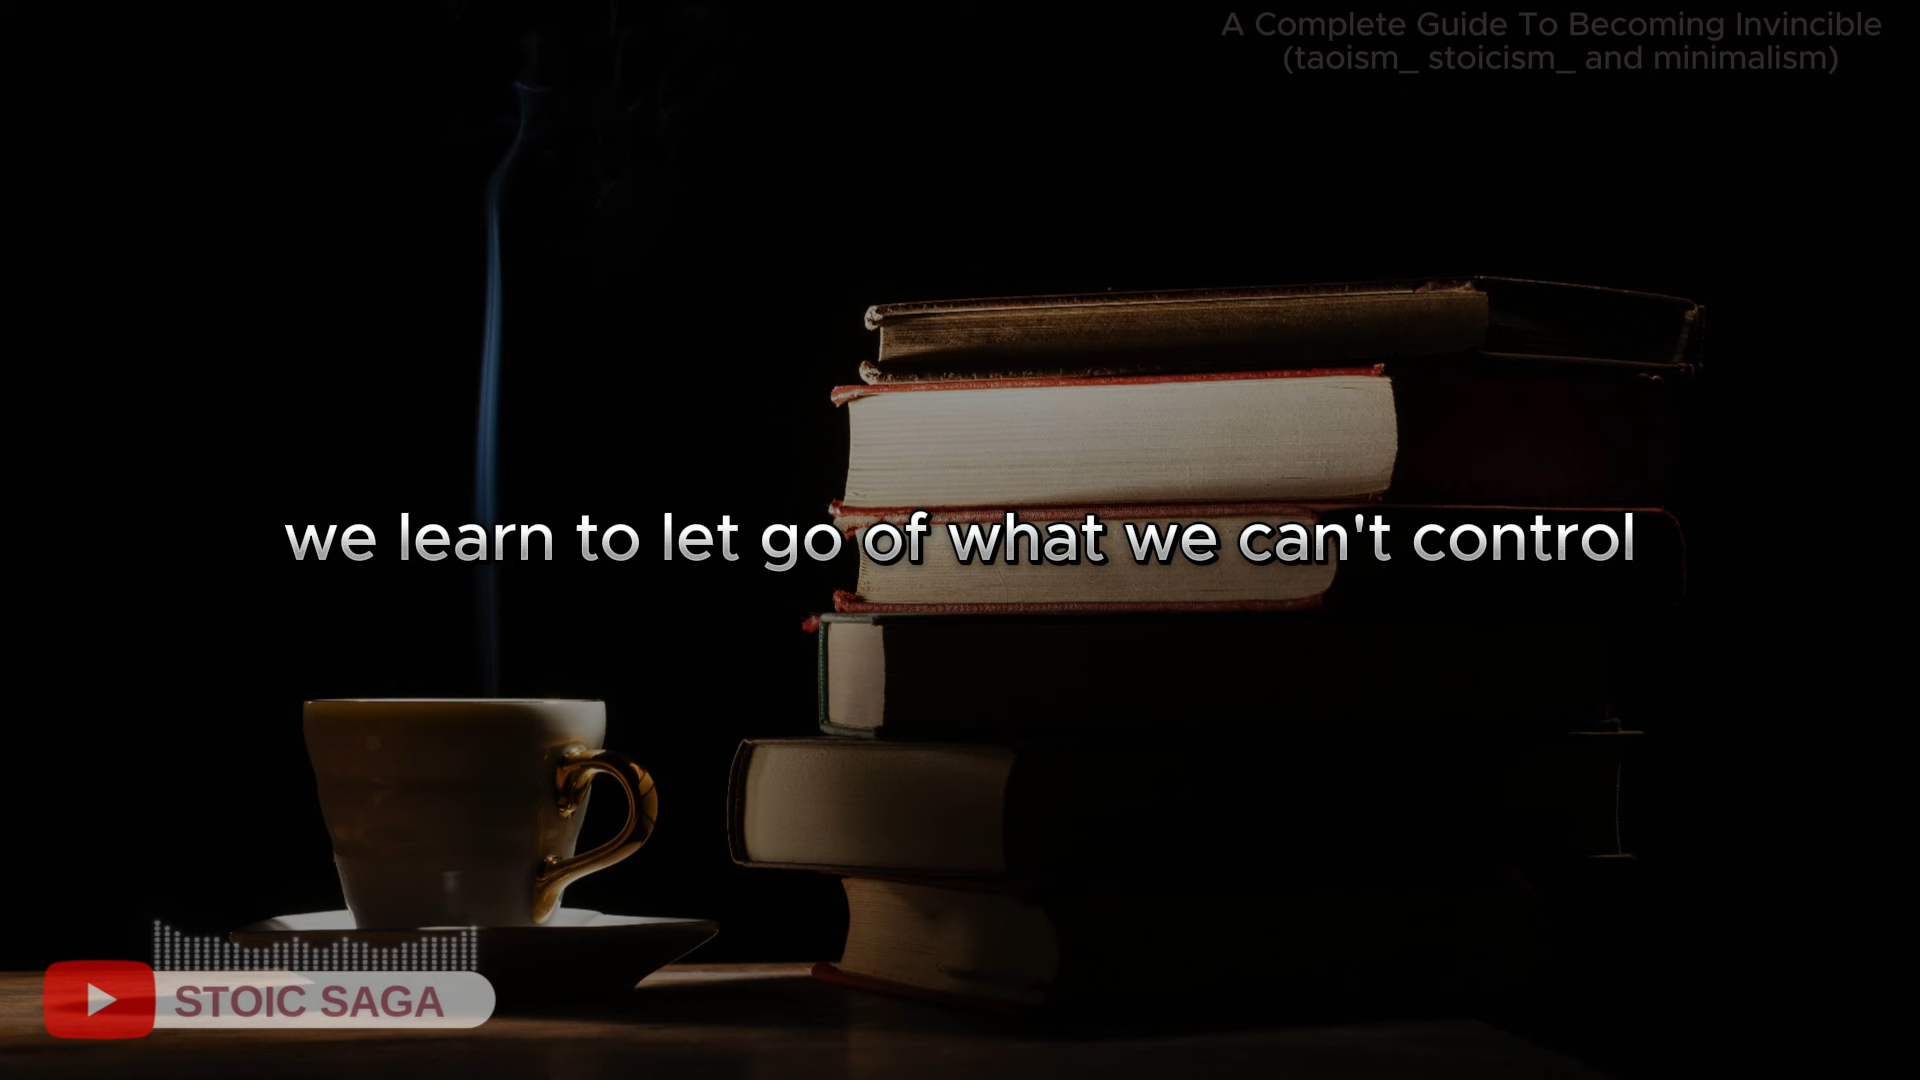 A Complete Guide To Becoming Invincible
(taoism_ stoicism_ and minimalism)
we learn to let go of what we can't control
STOIC SAGA